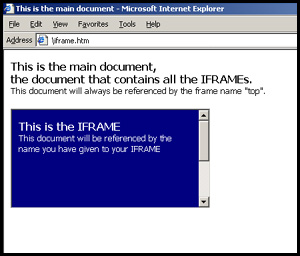 This is the main document - Microsoft Internet Explorer
File Edit View Favorites Tools Help
Address \iframe.htm
This is the main document,
the document that contains all the IFRAMEs.
This document will always be referenced by the frame name "top".
This is the IFRAME
This document will be referenced by the
name you have given to your IFRAME